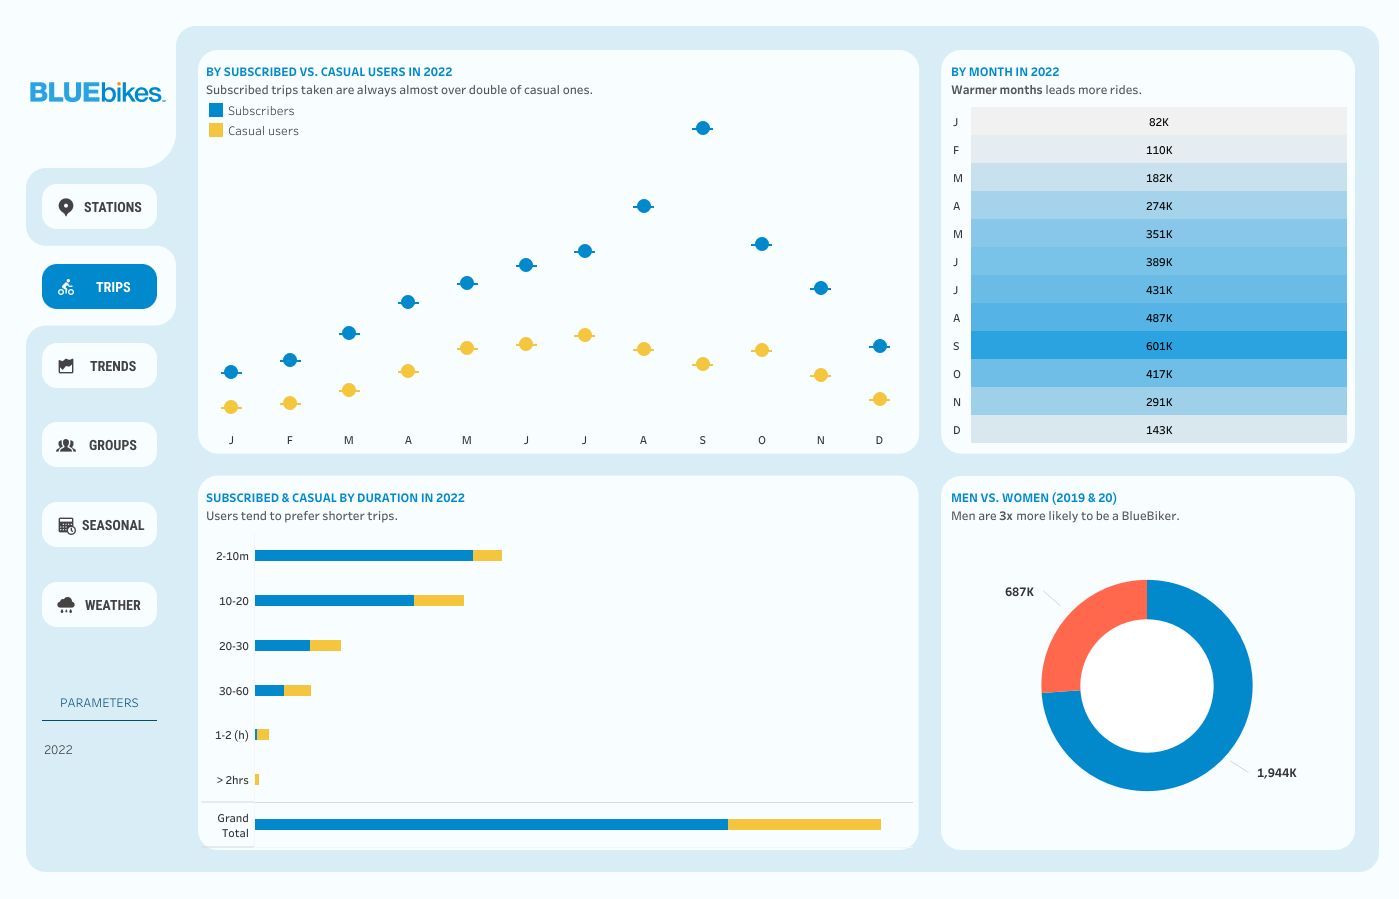 BLUEbikes
STATIONS
TRIPS
TRENDS
GROUPS
SEASONAL
WEATHER
PARAMETERS
2022
BY SUBSCRIBED VS. CASUAL USERS IN 2022
Subscribed trips taken are always almost over double of casual ones.
Subscribers
Casual users
J F M A M J J A S O N D
BY MONTH IN 2022
Warmer months leads more rides.
J 82K
F 110K
M 182K
A 274K
M 351K
J 389K
J 431K
A 487K
S 601K
O 417K
N 291K
D 143K
SUBSCRIBED & CASUAL BY DURATION IN 2022
Users tend to prefer shorter trips.
2-10m
10-20
20-30
30-60
1-2 (h)
> 2hrs
Grand
Total
MEN VS. WOMEN (2019 & 20)
Men are 3x more likely to be a BlueBiker.
687K
1,944K